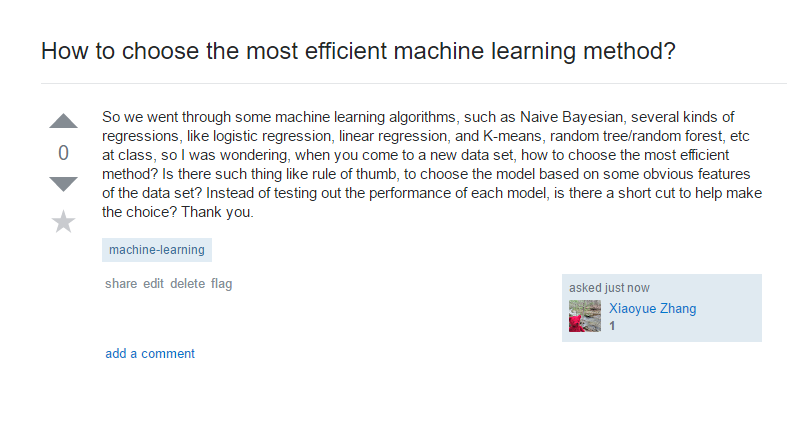 How to choose the most efficient machine learning method?
So we went through some machine learning algorithms, such as Naive Bayesian, several kinds of
regressions, like logistic regression, linear regression, and K-means, random tree/random forest, etc
0
at class, so I was wondering, when you come to a new data set, how to choose the most efficient
method? Is there such thing like rule of thumb, to choose the model based on some obvious features
of the data set? Instead of testing out the performance of each model, is there a short cut to help make
the choice? Thank you.
machine-learning
share edit delete flag
asked just now
Xiaoyue Zhang
1
add a comment